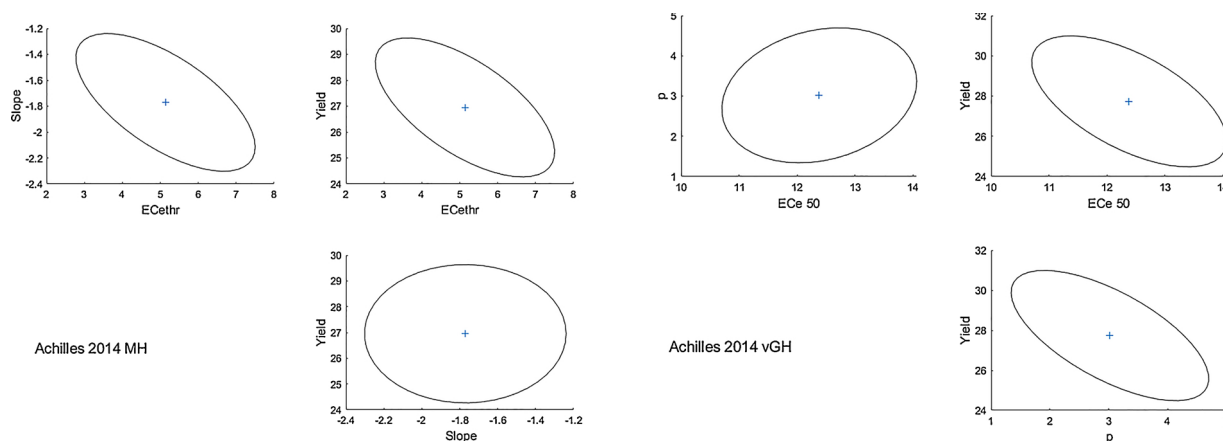 -1.2
-1.4
-1.6
-1.8
-2
-2.2
-2.4
Slope
2 3 4 5 6 7 8
ECethr
30
29
28
27
26
25
24
Yield
2 3 4 5 6 7 8
ECethr
5
4
3
2
1
p
10 11 12 13 14
ECe 50
32
30
28
26
24
Yield
10 11 12 13
ECe 50
Achilles 2014 MH
30
29
28
27
26
25
24
Yield
-2.4 -2.2 -2 -1.8 -1.6 -1.4 -1.2
Slope
Achilles 2014 vGH
32
30
28
26
24
Yield
1 2 3 4
p